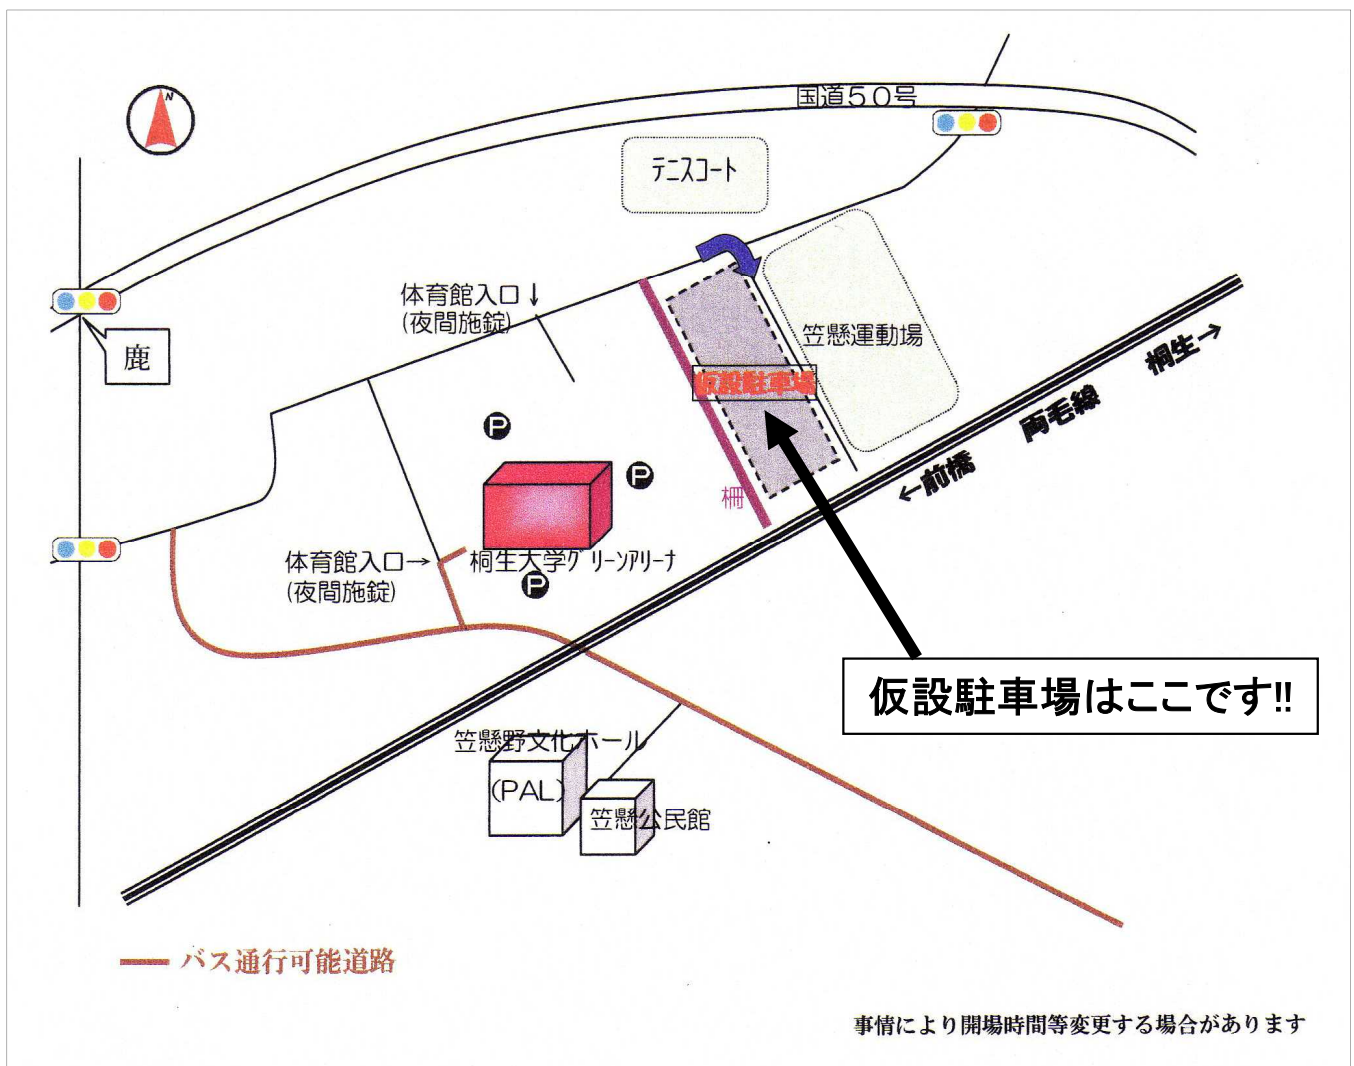 N
国道50号
テニスコート
体育館入口↓
(夜間施錠)
鹿
笠懸運動場
仮設駐車場
桐生→
両毛線
←前橋
P
P
柵
体育館入口→
(夜間施錠)
桐生大学グリーンアリーナ
P
仮設駐車場はここです!!
笠懸野文化ホール
(PAL)
笠懸公民館
バス通行可能道路
事情により開場時間等変更する場合があります